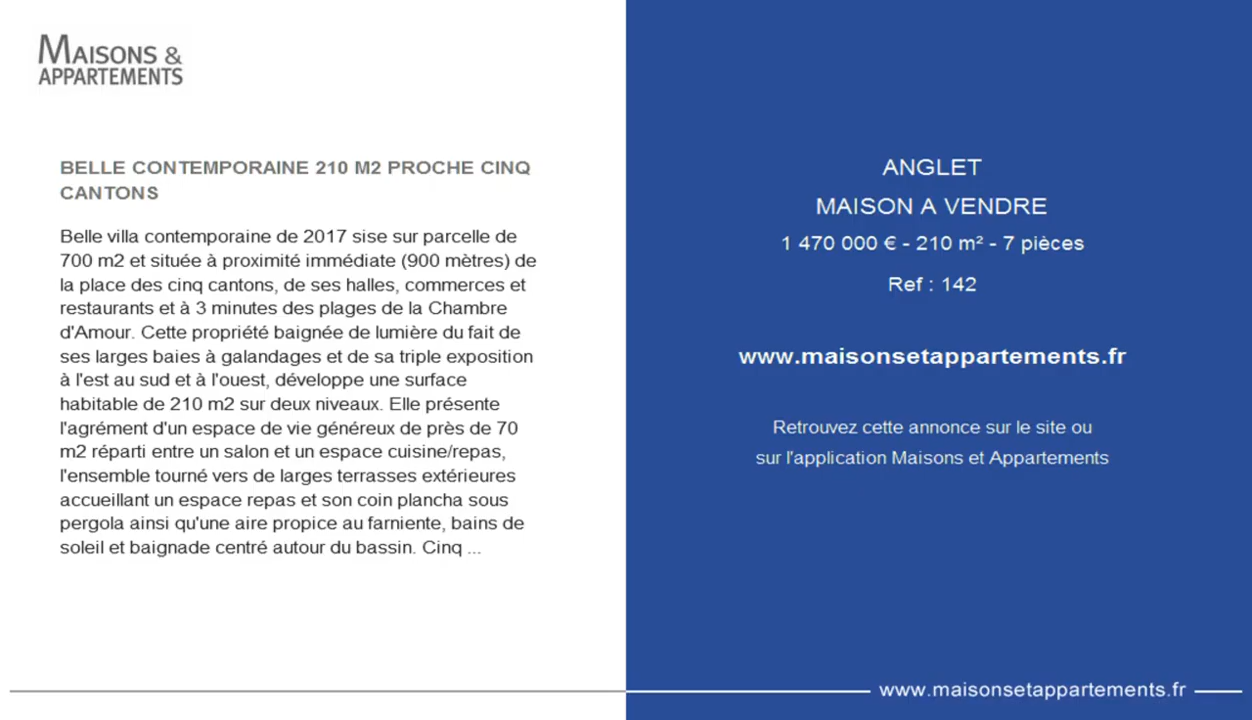 MAISONS &
APPARTEMENTS
BELLE CONTEMPORAINE 210 M2 PROCHE CINQ
CANTONS
Belle villa contemporaine de 2017 sise sur parcelle de
700 m2 et située à proximité immédiate (900 mètres) de
la place des cinq cantons, de ses halles, commerces et
restaurants et à 3 minutes des plages de la Chambre
d'Amour. Cette propriété baignée de lumière du fait de
ses larges baies à galandages et de sa triple exposition
à l'est au sud et à l'ouest, développe une surface
habitable de 210 m2 sur deux niveaux. Elle présente
l'agrément d'un espace de vie généreux de près de 70
m2 réparti entre un salon et un espace cuisine/repas,
l'ensemble tourné vers de larges terrasses extérieures
accueillant un espace repas et son coin plancha sous
pergola ainsi qu'une aire propice au farniente, bains de
soleil et baignade centré autour du bassin. Cinq ...
ANGLET
MAISON A VENDRE
1 470 000 € - 210 m² - 7 pièces
Ref : 142
www.maisonsetappartements.fr
Retrouvez cette annonce sur le site ou
sur l'application Maisons et Appartements
www.maisonsetappartements.fr